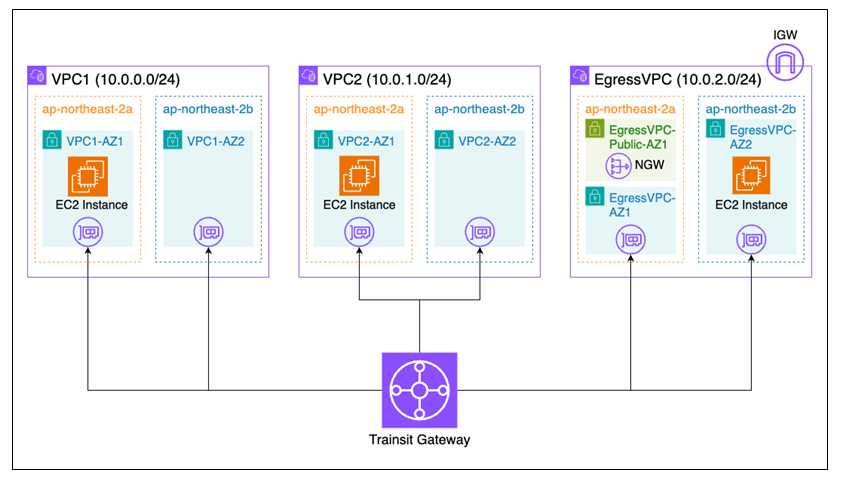 IGW
VPC1 (10.0.0.0/24)
ap-northeast-2a
ap-northeast-2b
VPC1-AZ1
VPC1-AZ2
EC2 Instance
VPC2 (10.0.1.0/24)
ap-northeast-2a
ap-northeast-2b
VPC2-AZ1
VPC2-AZ2
EC2 Instance
EgressVPC (10.0.2.0/24)
ap-northeast-2a
ap-northeast-2b
EgressVPC-
Public-AZ1
NGW
EgressVPC-
AZ1
EgressVPC-
AZ2
EC2 Instance
Trainsit Gateway